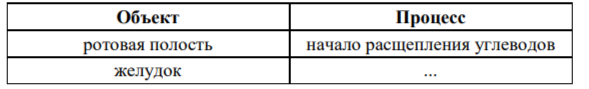 Объект Процесс
ротовая полость начало расщепления углеводов
желудок ...